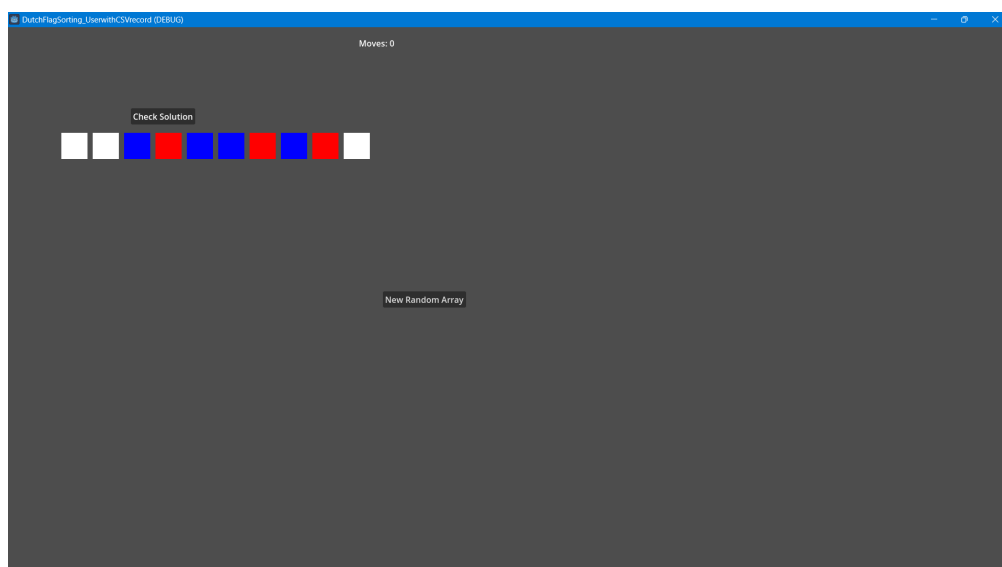 DutchFlagSorting_UserwithCSVrecord (DEBUG)
Moves: 0
Check Solution
New Random Array